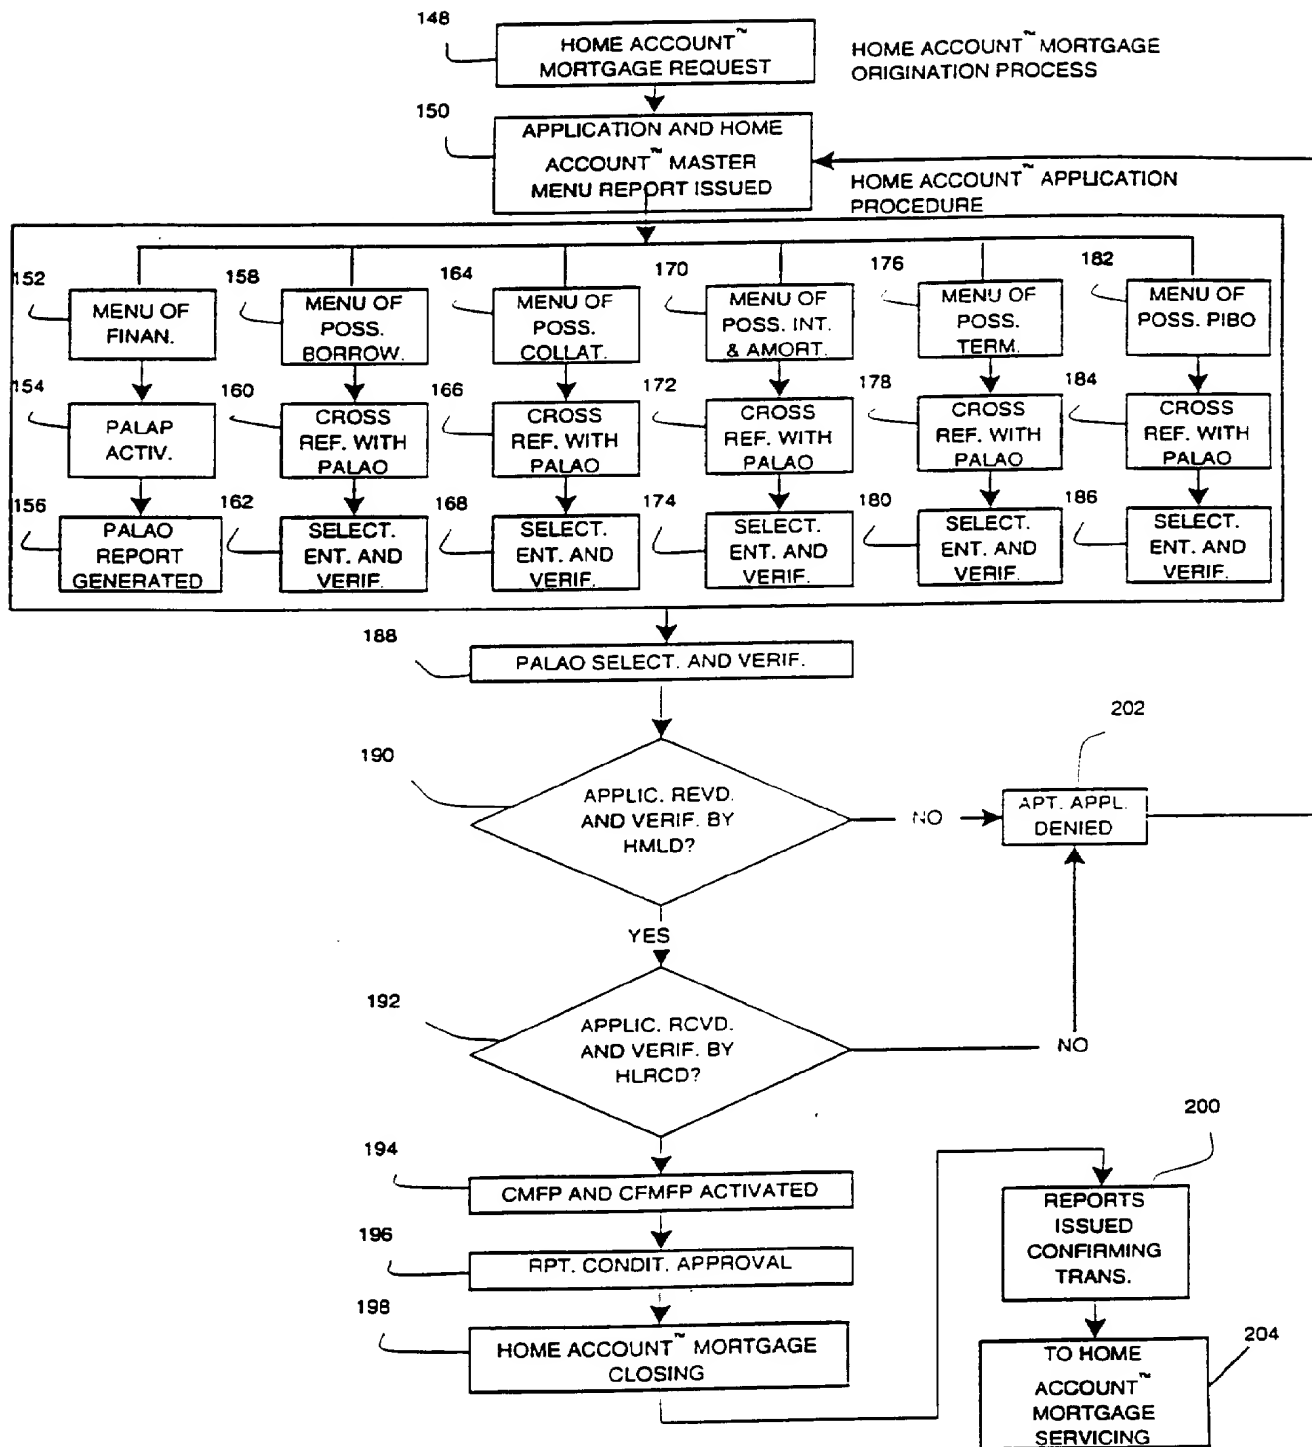 148
HOME ACCOUNT™
MORTGAGE REQUEST
HOME ACCOUNT™ MORTGAGE
ORIGINATION PROCESS
150
APPLICATION AND HOME
ACCOUNT™ MASTER
MENU REPORT ISSUED
HOME ACCOUNT™ APPLICATION
PROCEDURE
152
MENU OF
FINAN.
158
MENU OF
POSS.
BORROW.
164
MENU OF
POSS.
COLLAT.
170
MENU OF
POSS. INT.
& AMORT.
176
MENU OF
POSS.
TERM.
182
MENU OF
POSS. PIBO
154
PALAP
ACTIV.
160
CROSS
REF. WITH
PALAO
166
CROSS
REF. WITH
PALAO
172
CROSS
REF. WITH
PALAO
178
CROSS
REF. WITH
PALAO
184
CROSS
REF. WITH
PALAO
156
PALAO
REPORT
GENERATED
162
SELECT.
ENT. AND
VERIF.
168
SELECT.
ENT. AND
VERIF.
174
SELECT.
ENT. AND
VERIF.
180
SELECT.
ENT. AND
VERIF.
186
SELECT.
ENT. AND
VERIF.
188
PALAO SELECT. AND VERIF.
190
APPLIC. REVD.
AND VERIF. BY
HMLD?
NO
202
APT. APPL.
DENIED
YES
192
APPLIC. RCVD.
AND VERIF. BY
HLRCD?
NO
194
CMFP AND CFMFP ACTIVATED
196
RPT. CONDIT. APPROVAL
198
HOME ACCOUNT™ MORTGAGE
CLOSING
200
REPORTS
ISSUED
CONFIRMING
TRANS.
204
TO HOME
ACCOUNT™
MORTGAGE
SERVICING